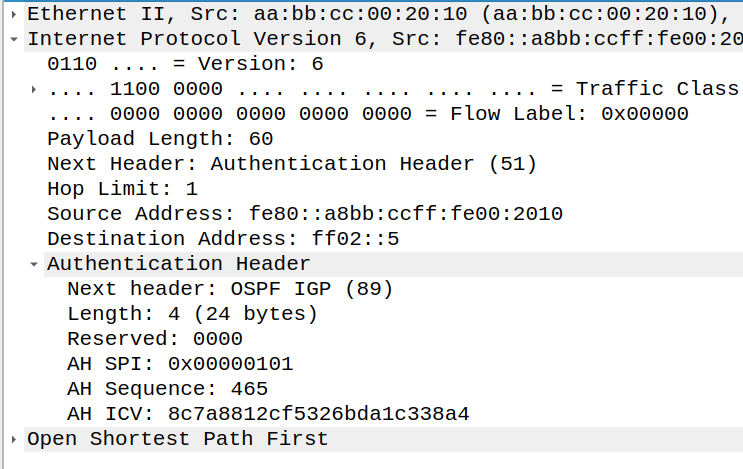 Ethernet II, Src: aa:bb:cc:00:20:10 (aa:bb:cc:00:20:10),
Internet Protocol Version 6, Src: fe80::a8bb:ccff:fe00:20
0110 .... = Version: 6
.... 1100 0000 .... .... .... .... .... = Traffic Class
.... 0000 0000 0000 0000 0000 = Flow Label: 0x00000
Payload Length: 60
Next Header: Authentication Header (51)
Hop Limit: 1
Source Address: fe80::a8bb:ccff:fe00:2010
Destination Address: ff02::5
Authentication Header
Next header: OSPF IGP (89)
Length: 4 (24 bytes)
Reserved: 0000
AH SPI: 0x00000101
AH Sequence: 465
AH ICV: 8c7a8812cf5326bda1c338a4
Open Shortest Path First